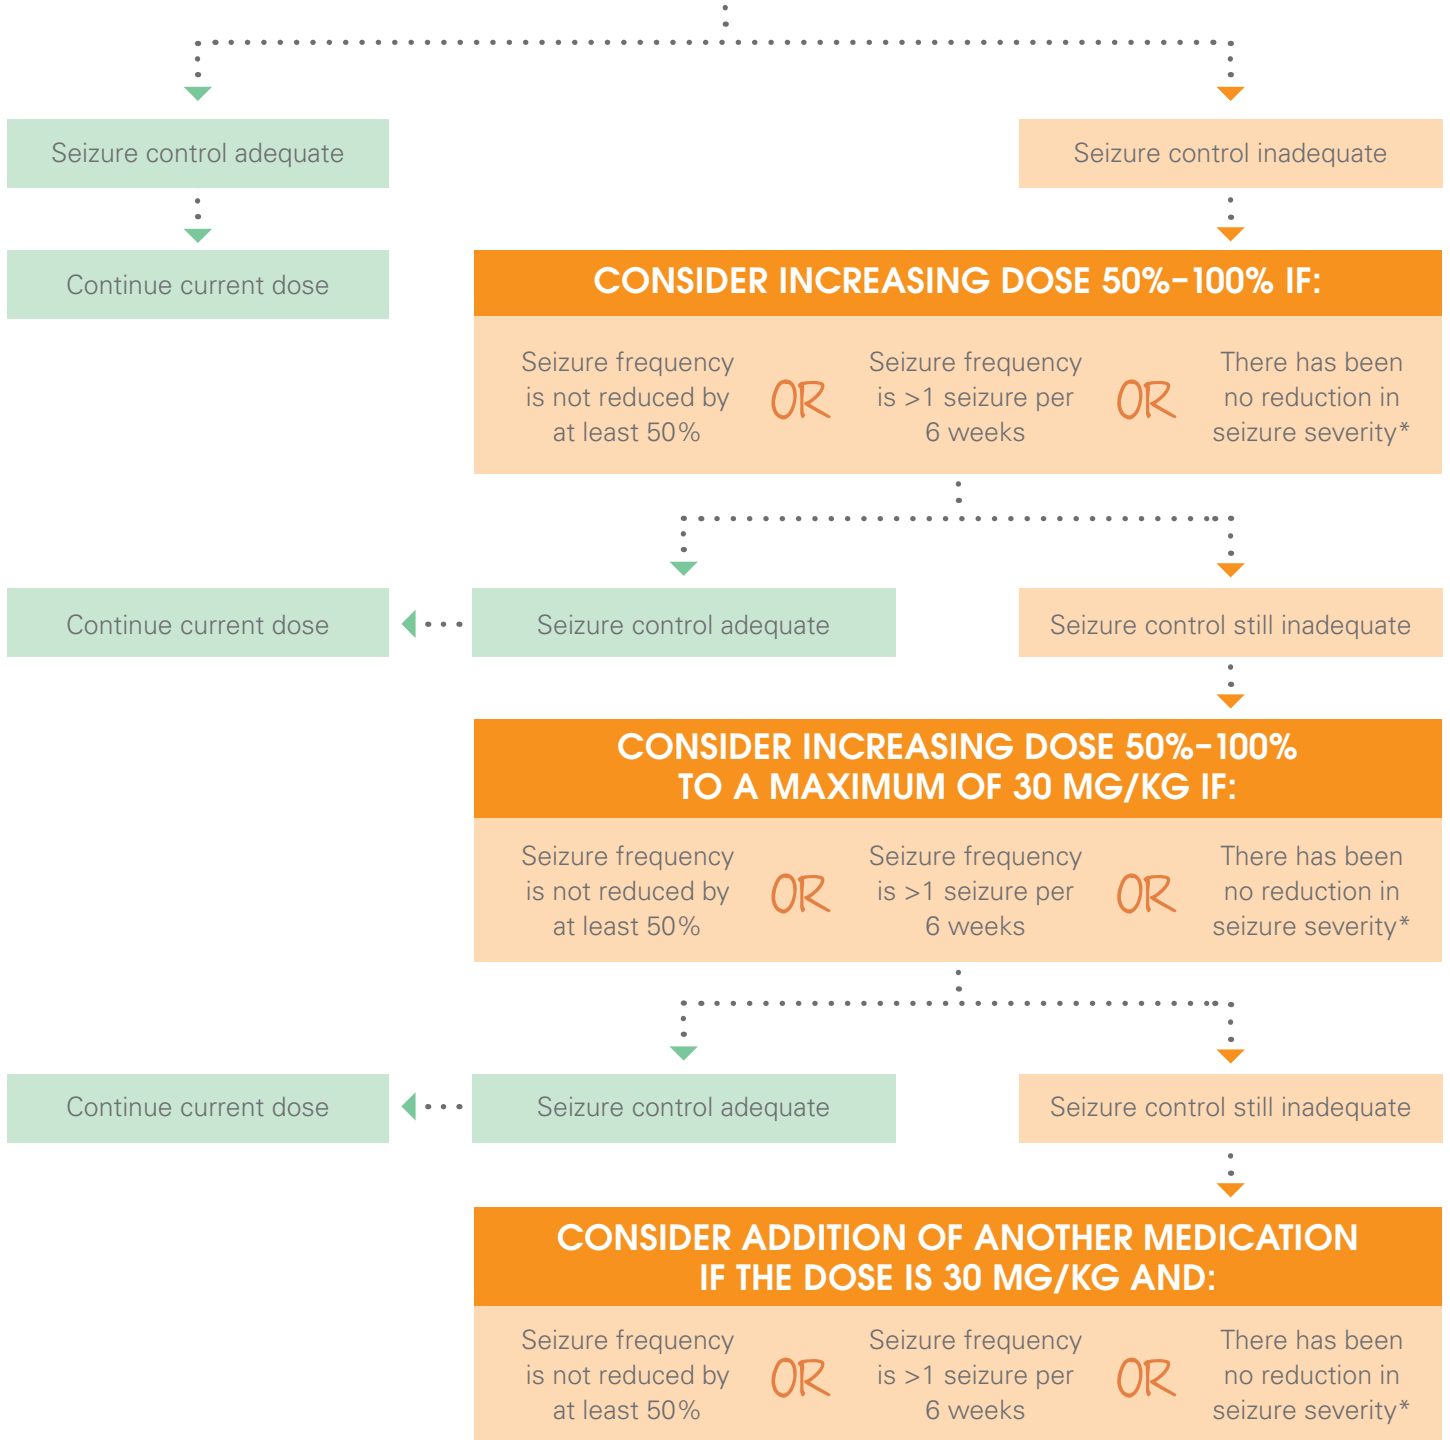 Seizure control adequate
Seizure control inadequate
Continue current dose
CONSIDER INCREASING DOSE 50%–100% IF:
Seizure frequency
is not reduced by
at least 50%
OR
Seizure frequency
is >1 seizure per
6 weeks
OR
There has been
no reduction in
seizure severity*
Continue current dose
Seizure control adequate
Seizure control still inadequate
CONSIDER INCREASING DOSE 50%–100%
TO A MAXIMUM OF 30 MG/KG IF:
Seizure frequency
is not reduced by
at least 50%
OR
Seizure frequency
is >1 seizure per
6 weeks
OR
There has been
no reduction in
seizure severity*
Continue current dose
Seizure control adequate
Seizure control still inadequate
CONSIDER ADDITION OF ANOTHER MEDICATION
IF THE DOSE IS 30 MG/KG AND:
Seizure frequency
is not reduced by
at least 50%
OR
Seizure frequency
is >1 seizure per
6 weeks
OR
There has been
no reduction in
seizure severity*